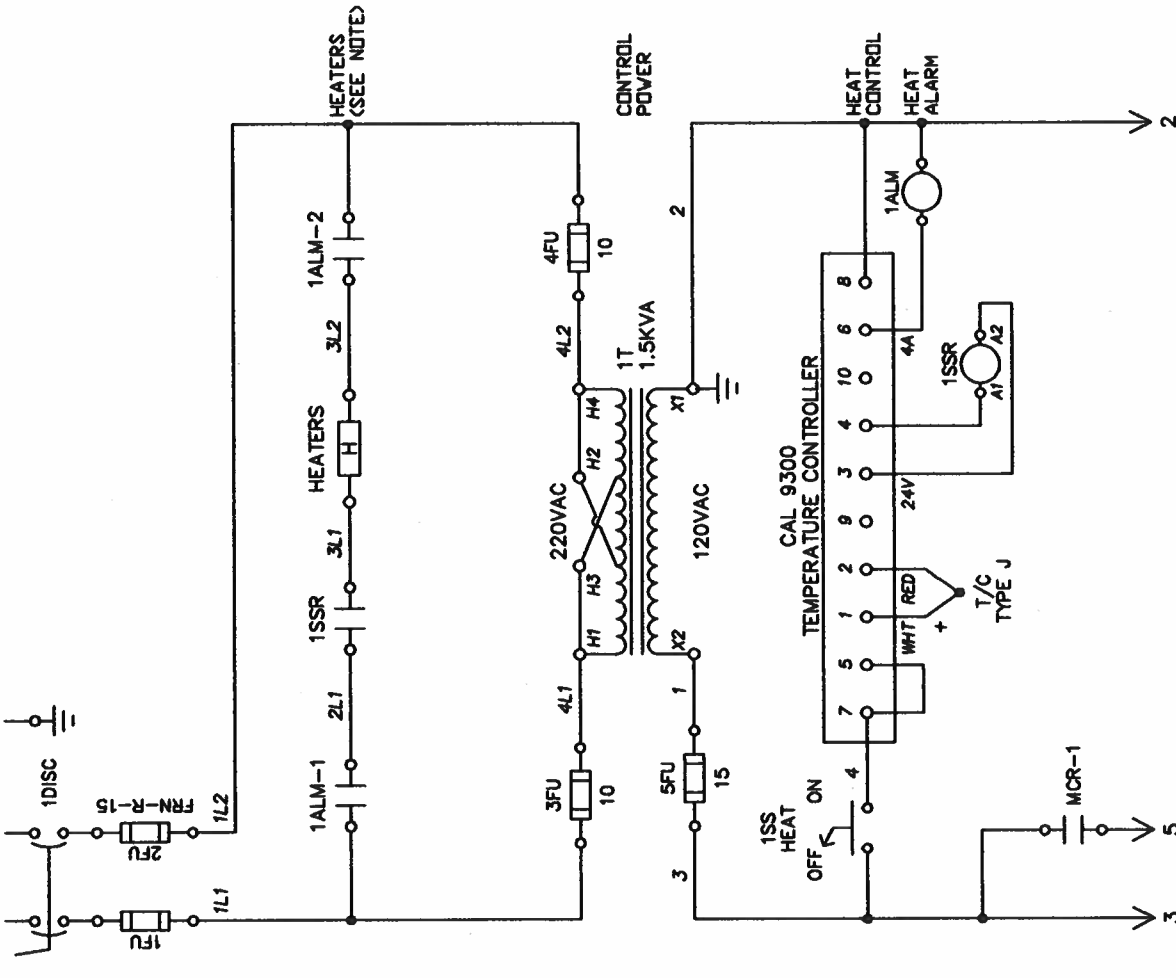 1DISC
1FU
2FU
FRN-R-15
1L1
1L2
HEATERS
(SEE NOTE)
1ALM-1
2L1
1SSR
3L1
HEATERS
H
3L2
1ALM-2
3FU
10
4L1
H1
H3
220VAC
H2
H4
4L2
4FU
10
CONTROL
POWER
1T
1.5KVA
5FU
15
1
X2
120VAC
X1
2
3
1SS
HEAT
OFF
ON
4
CAL 9300
TEMPERATURE CONTROLLER
7
5
1
2
9
3
4
10
6
8
HEAT
CONTROL
HEAT
ALARM
WHT
RED
+
T/C
TYPE J
24V
A1
1SSR
A2
4A
1ALM
MCR-1
3
5
2